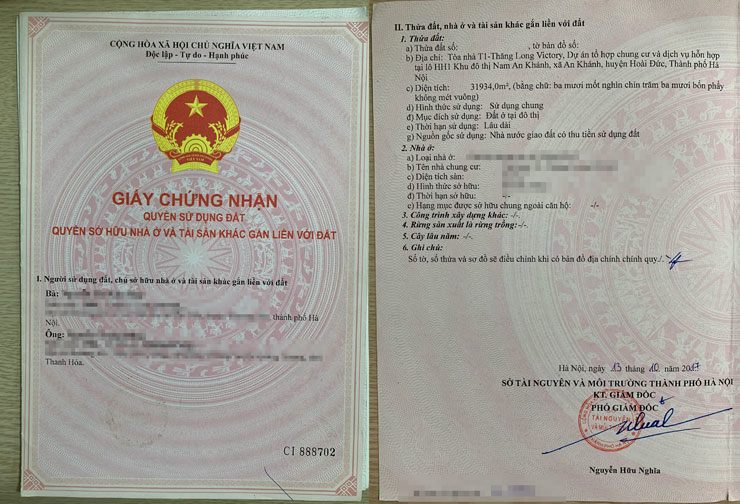 CỘNG HÒA XÃ HỘI CHỦ NGHĨA VIỆT NAM
Độc lập - Tự do - Hạnh phúc
GIẤY CHỨNG NHẬN
QUYỀN SỬ DỤNG ĐẤT
QUYỀN SỞ HỮU NHÀ Ở VÀ TÀI SẢN KHÁC GẮN LIỀN VỚI ĐẤT
I. Người sử dụng đất, chủ sở hữu nhà ở và tài sản khác gắn liền với đất
Bà:
thành phố Hà
Nội.
Ông:
Thanh Hóa.
CI 888702
II. Thửa đất, nhà ở và tài sản khác gắn liền với đất
1. Thửa đất:
a) Thửa đất số: , tờ bản đồ số:
b) Địa chỉ: Tòa nhà T1-Thăng Long Victory, Dự án tổ hợp chung cư và dịch vụ hỗn hợp
tại lô HH1 Khu đô thị Nam An Khánh, xã An Khánh, huyện Hoài Đức, Thành phố Hà
Nội
c) Diện tích: 31934,0m², (bằng chữ: ba mươi mốt nghìn chín trăm ba mươi bốn phẩy
không mét vuông)
d) Hình thức sử dụng: Sử dụng chung
đ) Mục đích sử dụng: Đất ở tại đô thị
e) Thời hạn sử dụng: Lâu dài
g) Nguồn gốc sử dụng: Nhà nước giao đất có thu tiền sử dụng đất
2. Nhà ở:
a) Loại nhà ở:
b) Tên nhà chung cư:
c) Diện tích sàn:
d) Hình thức sở hữu:
đ) Thời hạn sở hữu: -/-
e) Hạng mục được sở hữu chung ngoài căn hộ: -/-
3. Công trình xây dựng khác: -/-.
4. Rừng sản xuất là rừng trồng: -/-.
5. Cây lâu năm: -/-.
6. Ghi chú:
Số tờ, số thửa và sơ đồ sẽ điều chỉnh khi có bản đồ địa chính chính quy./.
Hà Nội, ngày 13 tháng 10 năm 2017
SỞ TÀI NGUYÊN VÀ MÔI TRƯỜNG THÀNH PHỐ HÀ NỘI
KT. GIÁM ĐỐC
PHÓ GIÁM ĐỐC
TÀI NGUYÊN
Nguyễn Hữu Nghĩa